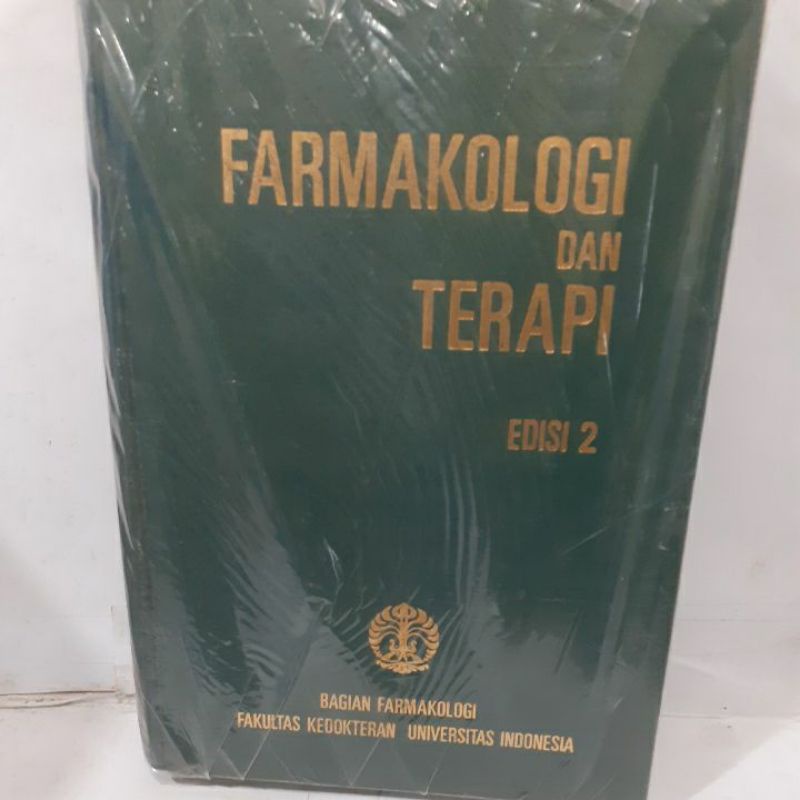 FARMAKOLOGI
DAN
TERAPI
EDISI 2
BAGIAN FARMAKOLOGI
FAKULTAS KEDOKTERAN UNIVERSITAS INDONESIA